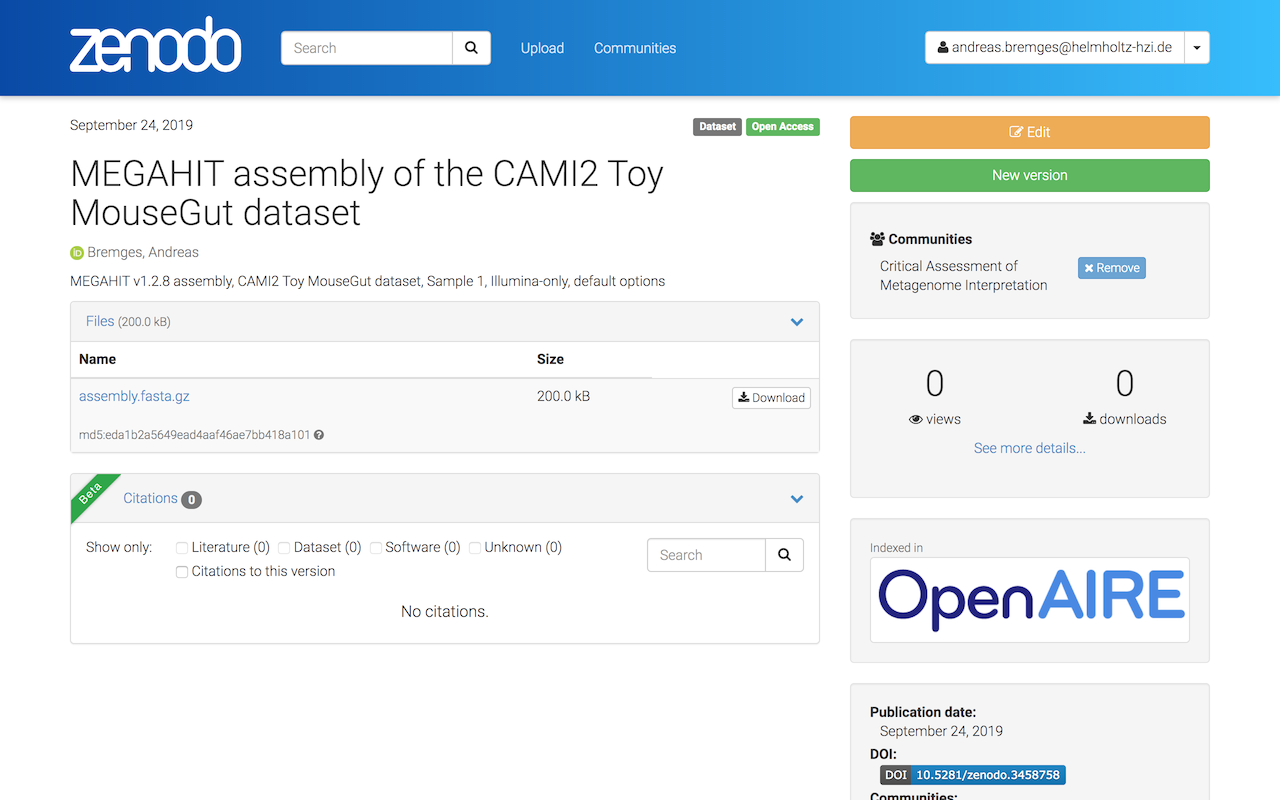 zenodo
Search
Upload
Communities
andreas.bremges@helmholtz-hzi.de
September 24, 2019
Dataset
Open Access
MEGAHIT assembly of the CAMI2 Toy
MouseGut dataset
iD Bremges, Andreas
MEGAHIT v1.2.8 assembly, CAMI2 Toy MouseGut dataset, Sample 1, Illumina-only, default options
Files (200.0 kB)
Name Size
assembly.fasta.gz 200.0 kB Download
md5:eda1b2a5649ead4aaf46ae7bb418a101 ?
Beta
Citations 0
Show only: Literature (0) Dataset (0) Software (0) Unknown (0)
Citations to this version
Search
No citations.
Edit
New version
Communities
Critical Assessment of
Metagenome Interpretation
Remove
0 0
views downloads
See more details...
Indexed in
OpenAIRE
Publication date:
September 24, 2019
DOI:
DOI 10.5281/zenodo.3458758
Communities: